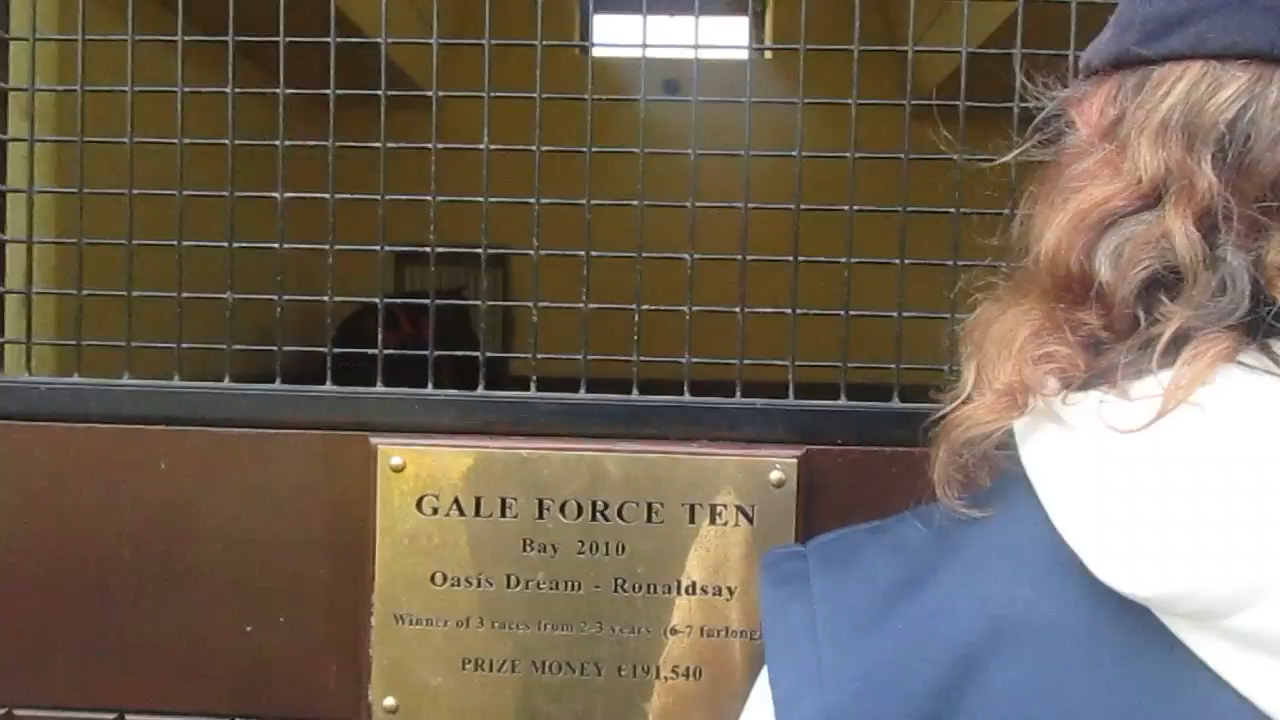 GALE FORCE TEN
Bay 2010
Oasis Dream - Ronaldsay
Winner of 3 races from 2-3 years (6-7 furlong
PRIZE MONEY €191,540